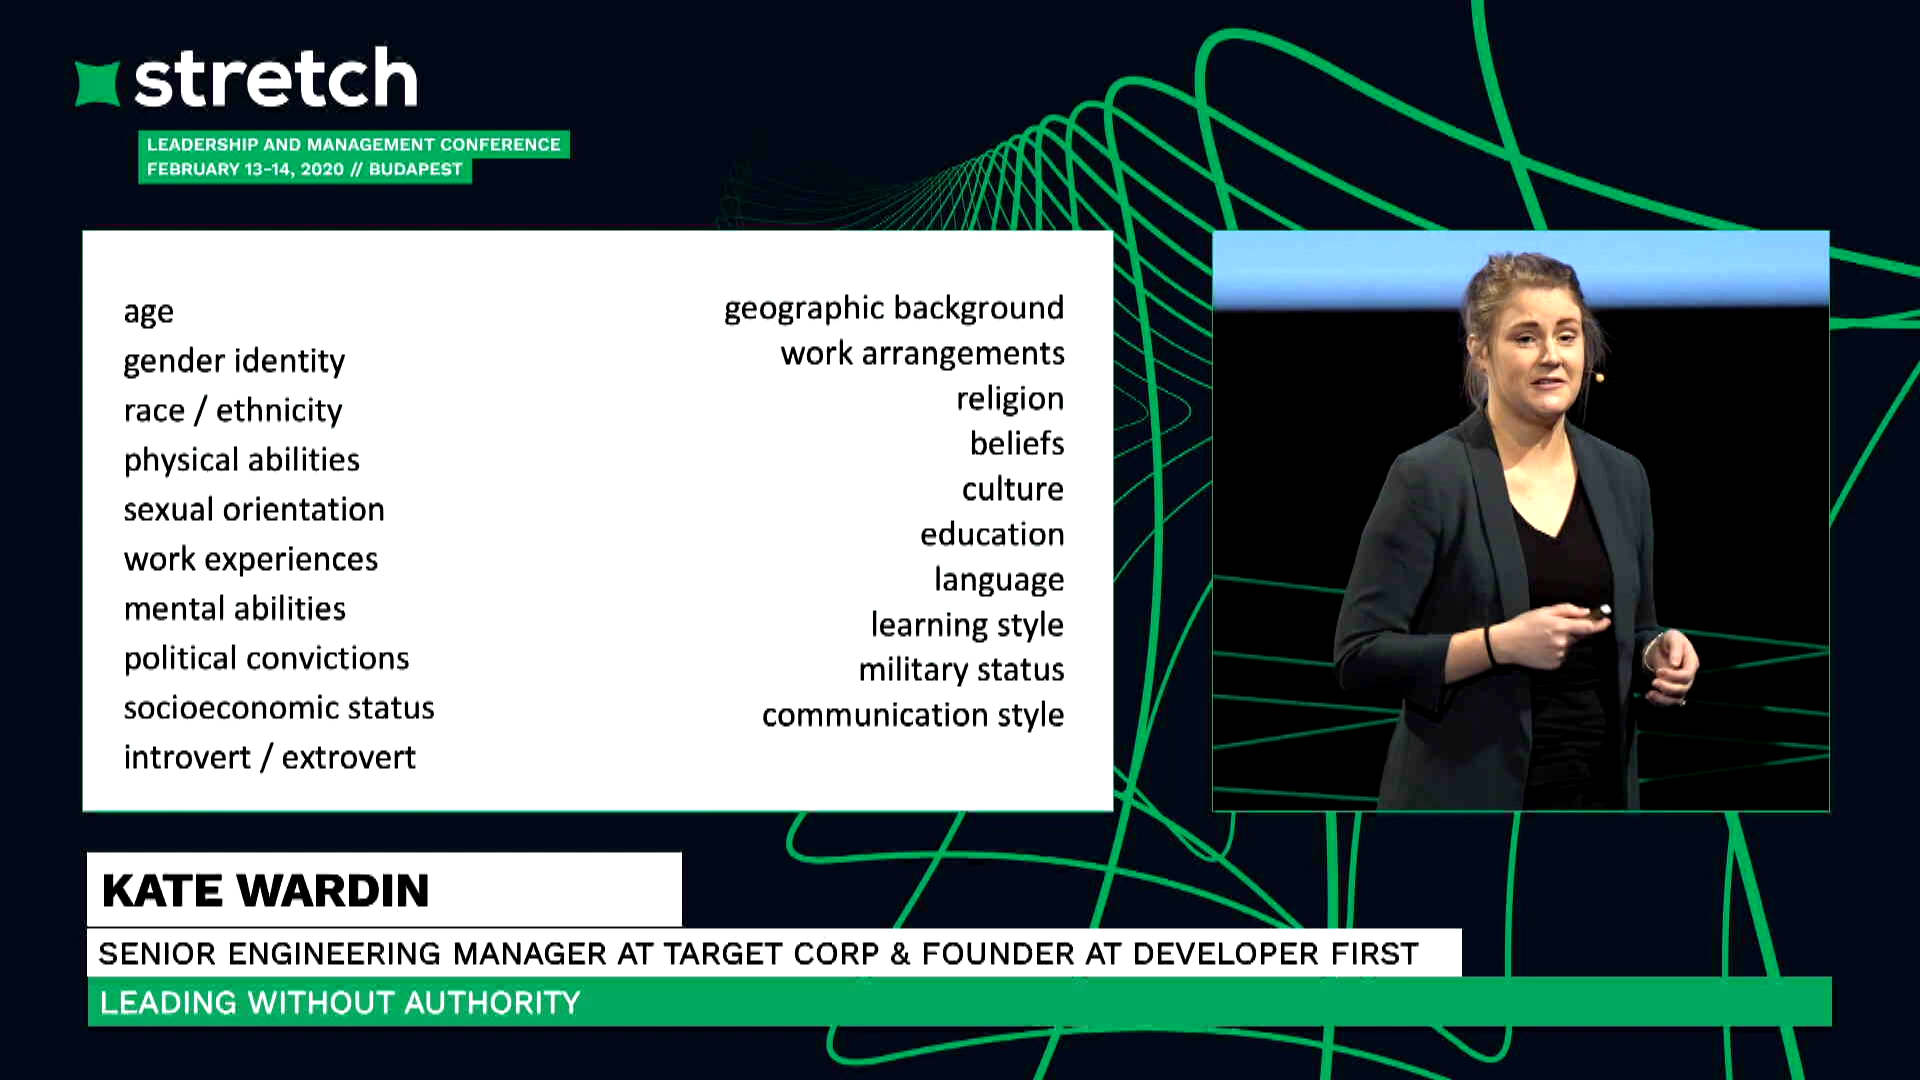 stretch
LEADERSHIP AND MANAGEMENT CONFERENCE
FEBRUARY 13-14, 2020 // BUDAPEST
age
gender identity
race / ethnicity
physical abilities
sexual orientation
work experiences
mental abilities
political convictions
socioeconomic status
introvert / extrovert
geographic background
work arrangements
religion
beliefs
culture
education
language
learning style
military status
communication style
KATE WARDIN
SENIOR ENGINEERING MANAGER AT TARGET CORP & FOUNDER AT DEVELOPER FIRST
LEADING WITHOUT AUTHORITY